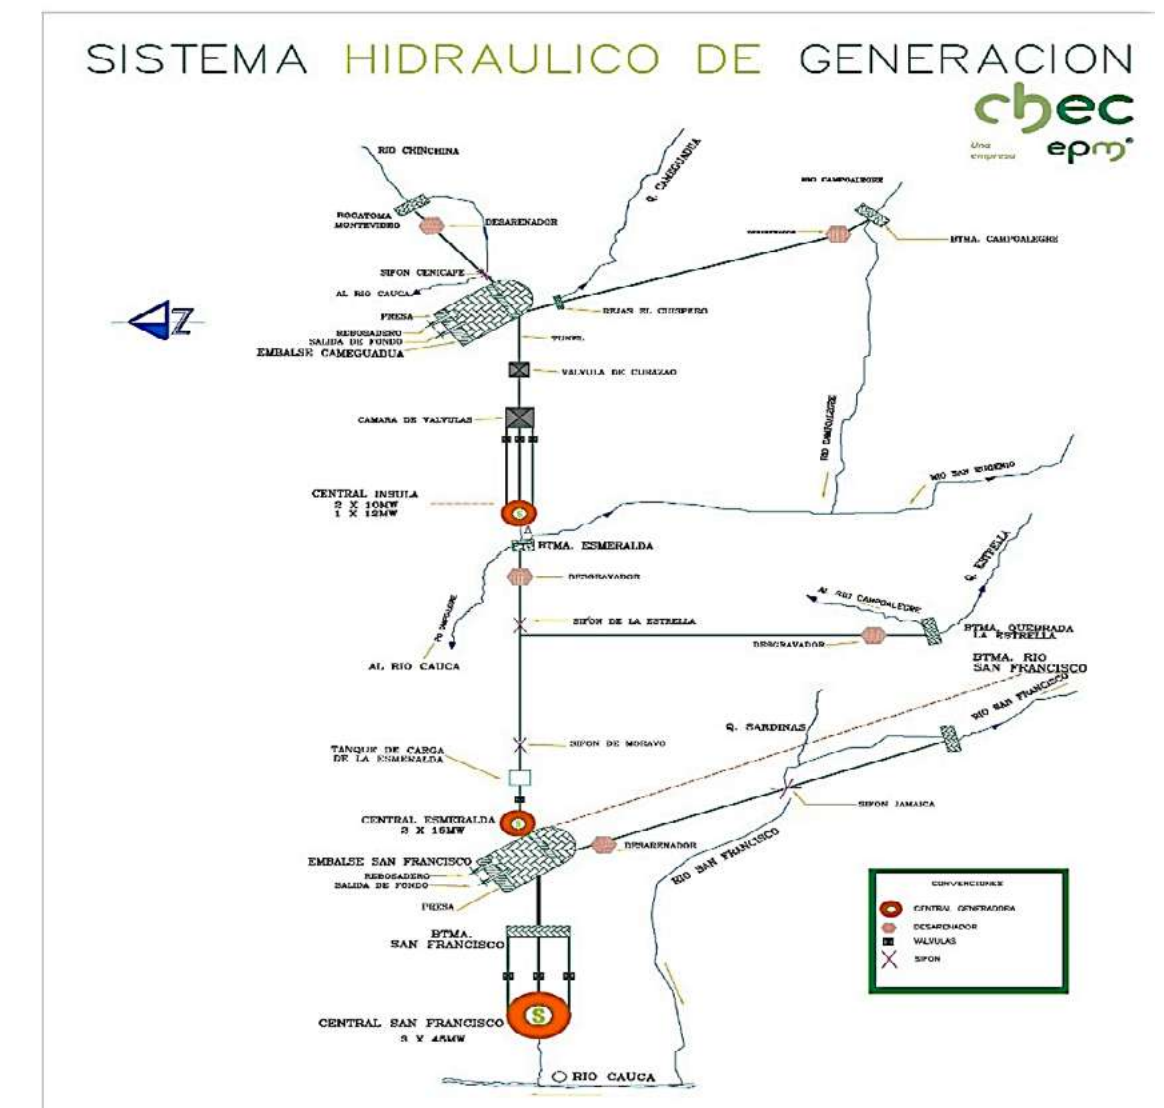 SISTEMA HIDRAULICO DE GENERACION
chec
Una
empresa
epm®
RIO CHINCHINA
Q. CAMEGUADUA
RIO CAMPOALEGRE
BOCATOMA
MONTEVIDEO
DESARENADOR
BTMA. CAMPOALEGRE
SIFON CENICAFE
AL RIO CAUCA
PRESA
REBOSADERO
SALIDA DE FONDO
EMBALSE CAMEGUADUA
REJAS EL CHISPERO
TUNEL
Z
VALVULA DE CURAZAO
CAMARA DE VALVULAS
RIO CAMPOALEGRE
RIO SAN EUGENIO
CENTRAL INSULA
2 X 10MW
1 X 12MW
BTMA. ESMERALDA
DESGRAVADOR
Q. ESTRELLA
AL RIO CAMPOALEGRE
SIFON DE LA ESTRELLA
BTMA. QUEBRADA
LA ESTRELLA
DESGRAVADOR
AL RIO CAUCA
BTMA. RIO
SAN FRANCISCO
RIO SAN FRANCISCO
Q. SARDINAS
TANQUE DE CARGA
DE LA ESMERALDA
SIFON DE MORAVO
SIFON JAMAICA
CENTRAL ESMERALDA
2 X 15MW
DESARENADOR
RIO SAN FRANCISCO
EMBALSE SAN FRANCISCO
REBOSADERO
SALIDA DE FONDO
PRESA
BTMA.
SAN FRANCISCO
CONVENCIONES
CENTRAL GENERADORA
DESARENADOR
VALVULAS
SIFON
S
CENTRAL SAN FRANCISCO
3 X 45MW
RIO CAUCA